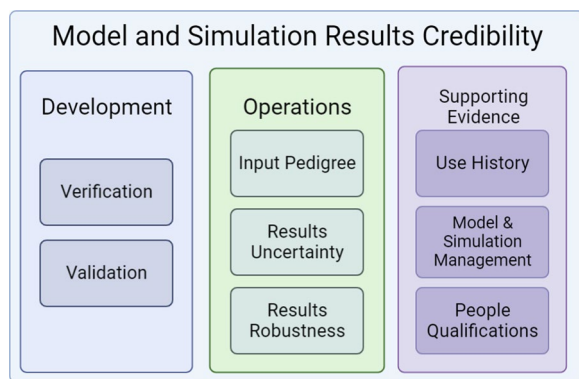 Model and Simulation Results Credibility
Development
Verification
Validation
Operations
Input Pedigree
Results
Uncertainty
Results
Robustness
Supporting
Evidence
Use History
Model &
Simulation
Management
People
Qualifications